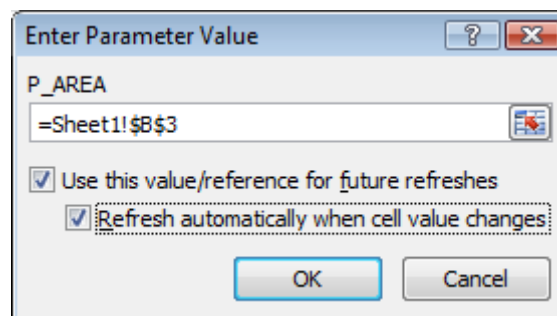 Enter Parameter Value
P_AREA
=Sheet1!$B$3
Use this value/reference for future refreshes
Refresh automatically when cell value changes
OK Cancel